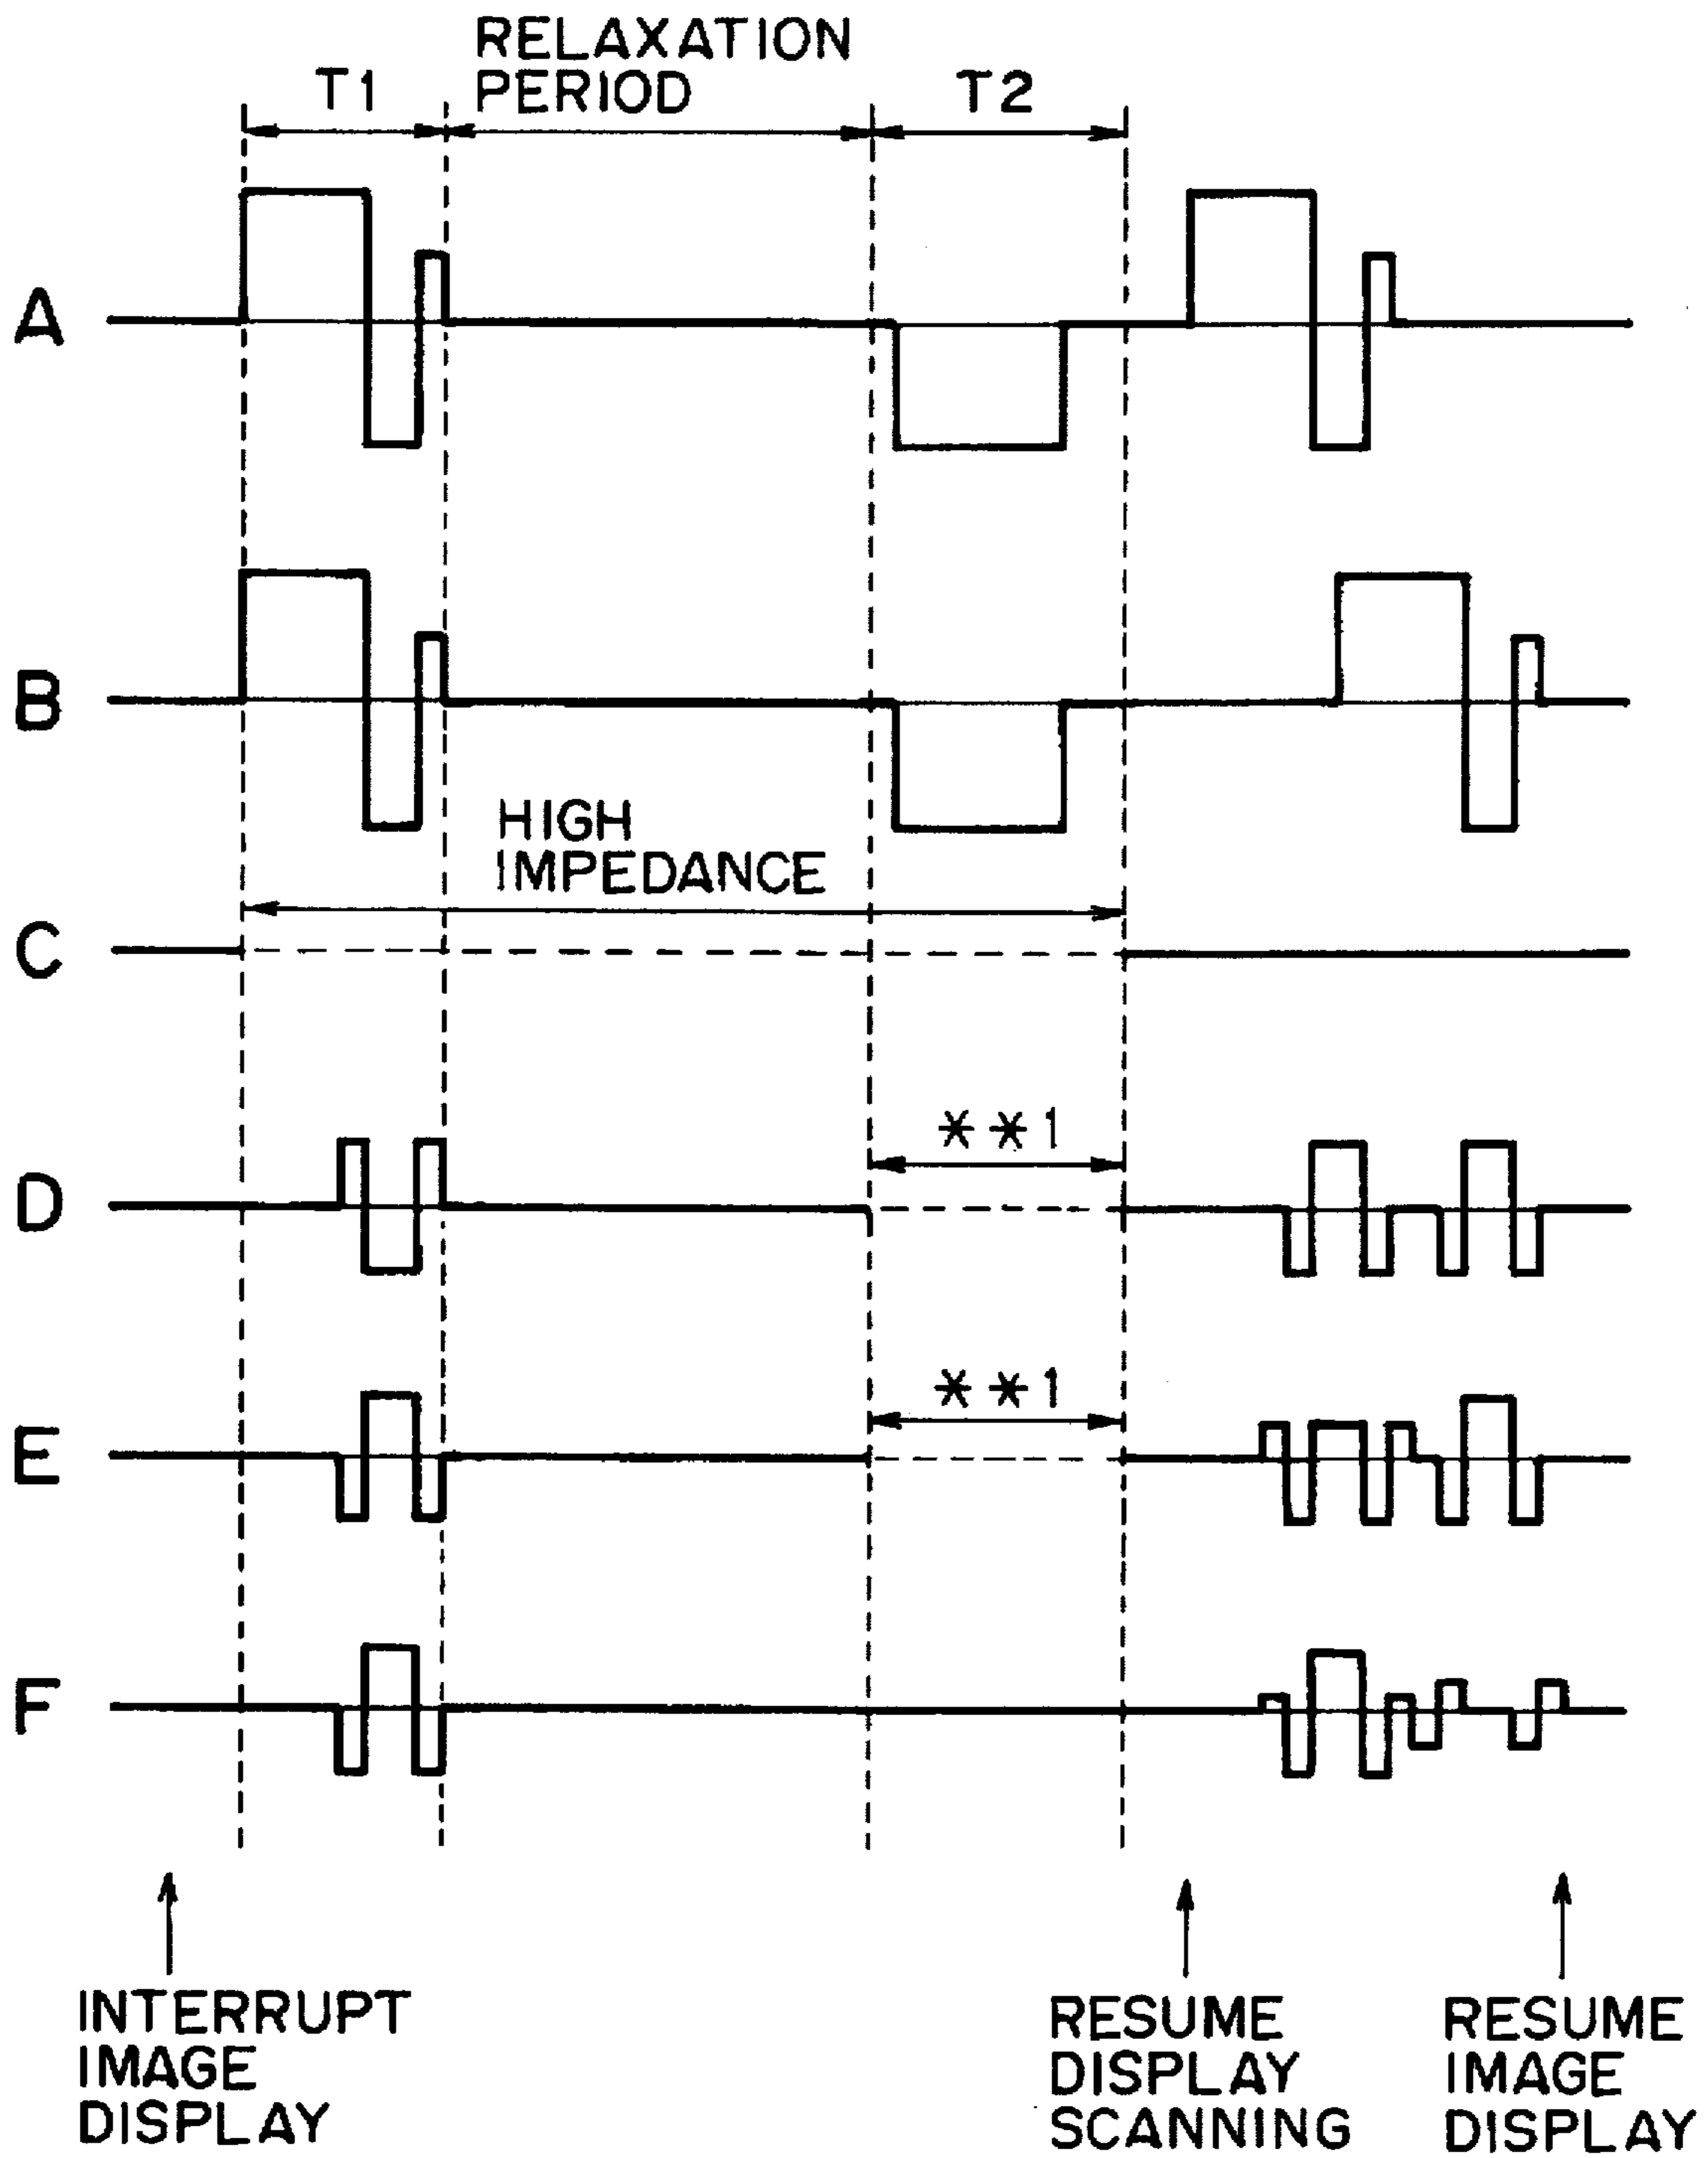 RELAXATION
PERIOD
T1
T2
A
B
HIGH
IMPEDANCE
C
**1
D
**1
E
F
INTERRUPT
IMAGE
DISPLAY
RESUME
DISPLAY
SCANNING
RESUME
IMAGE
DISPLAY